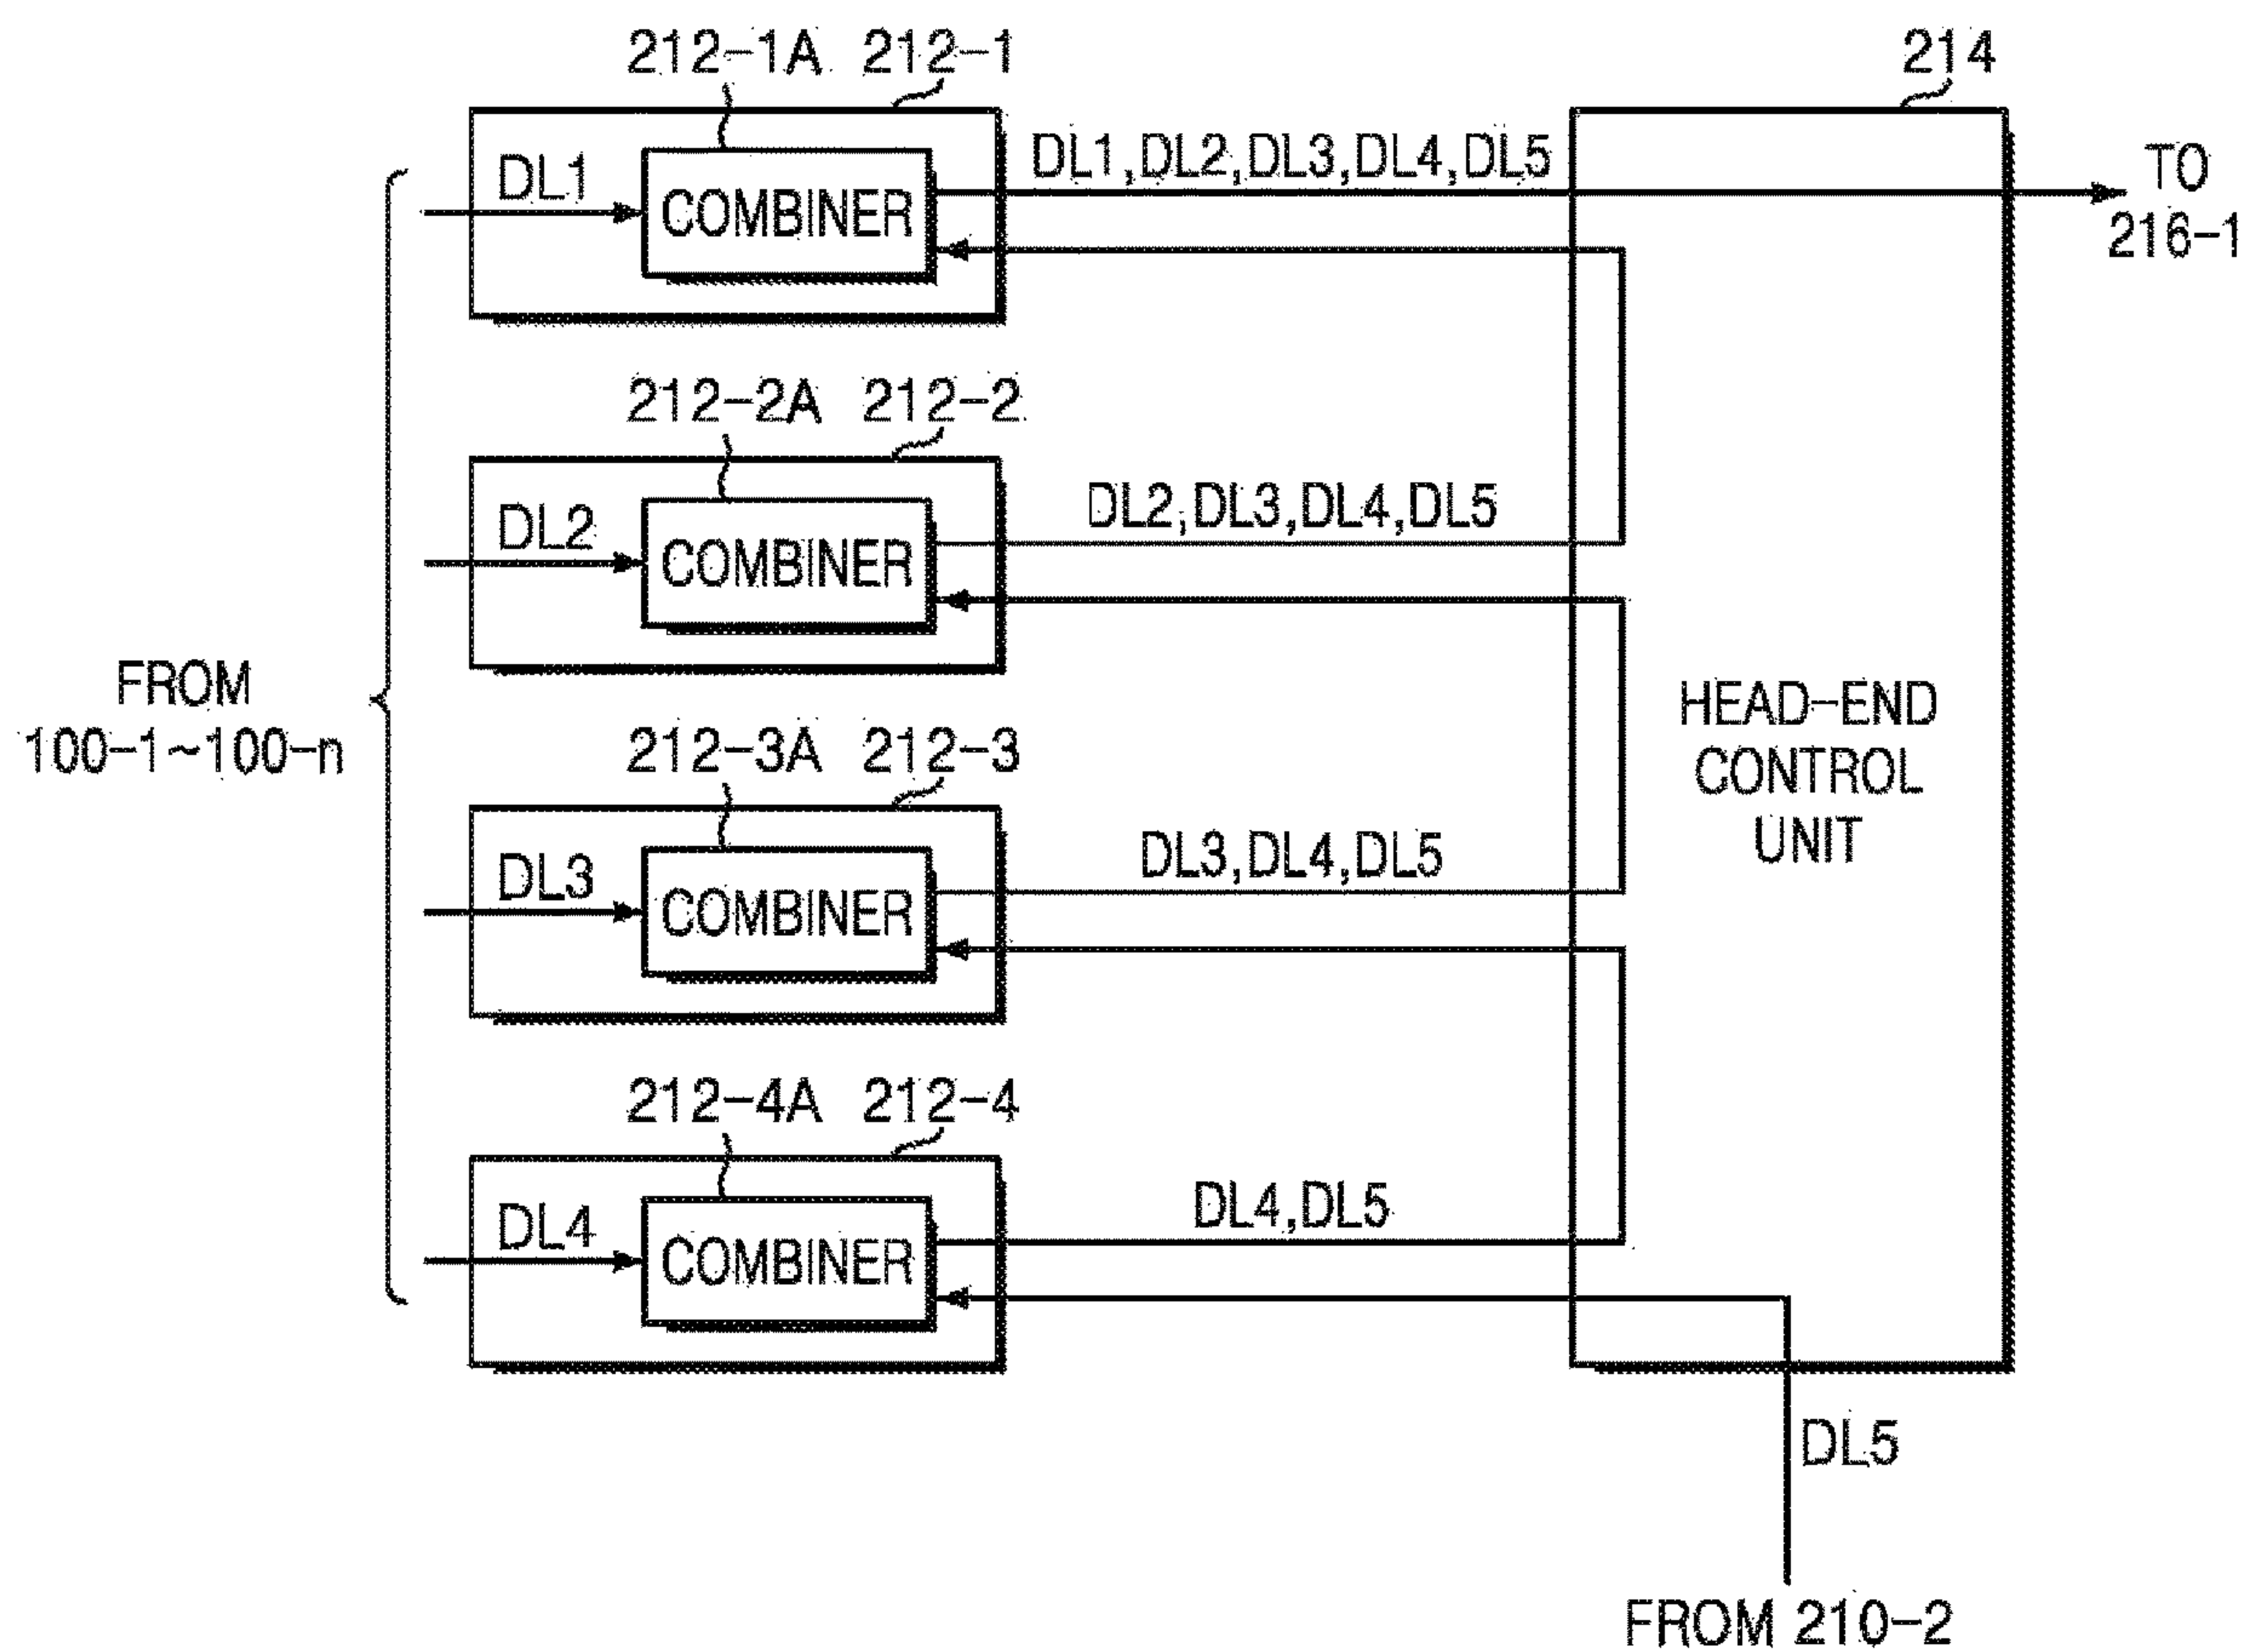 212-1A 212-1
214
DL1
COMBINER
DL1,DL2,DL3,DL4,DL5
TO
216-1
212-2A 212-2
DL2
COMBINER
DL2,DL3,DL4,DL5
FROM
100-1~100-n
HEAD-END
CONTROL
UNIT
212-3A 212-3
DL3
COMBINER
DL3,DL4,DL5
212-4A 212-4
DL4
COMBINER
DL4,DL5
DL5
FROM 210-2